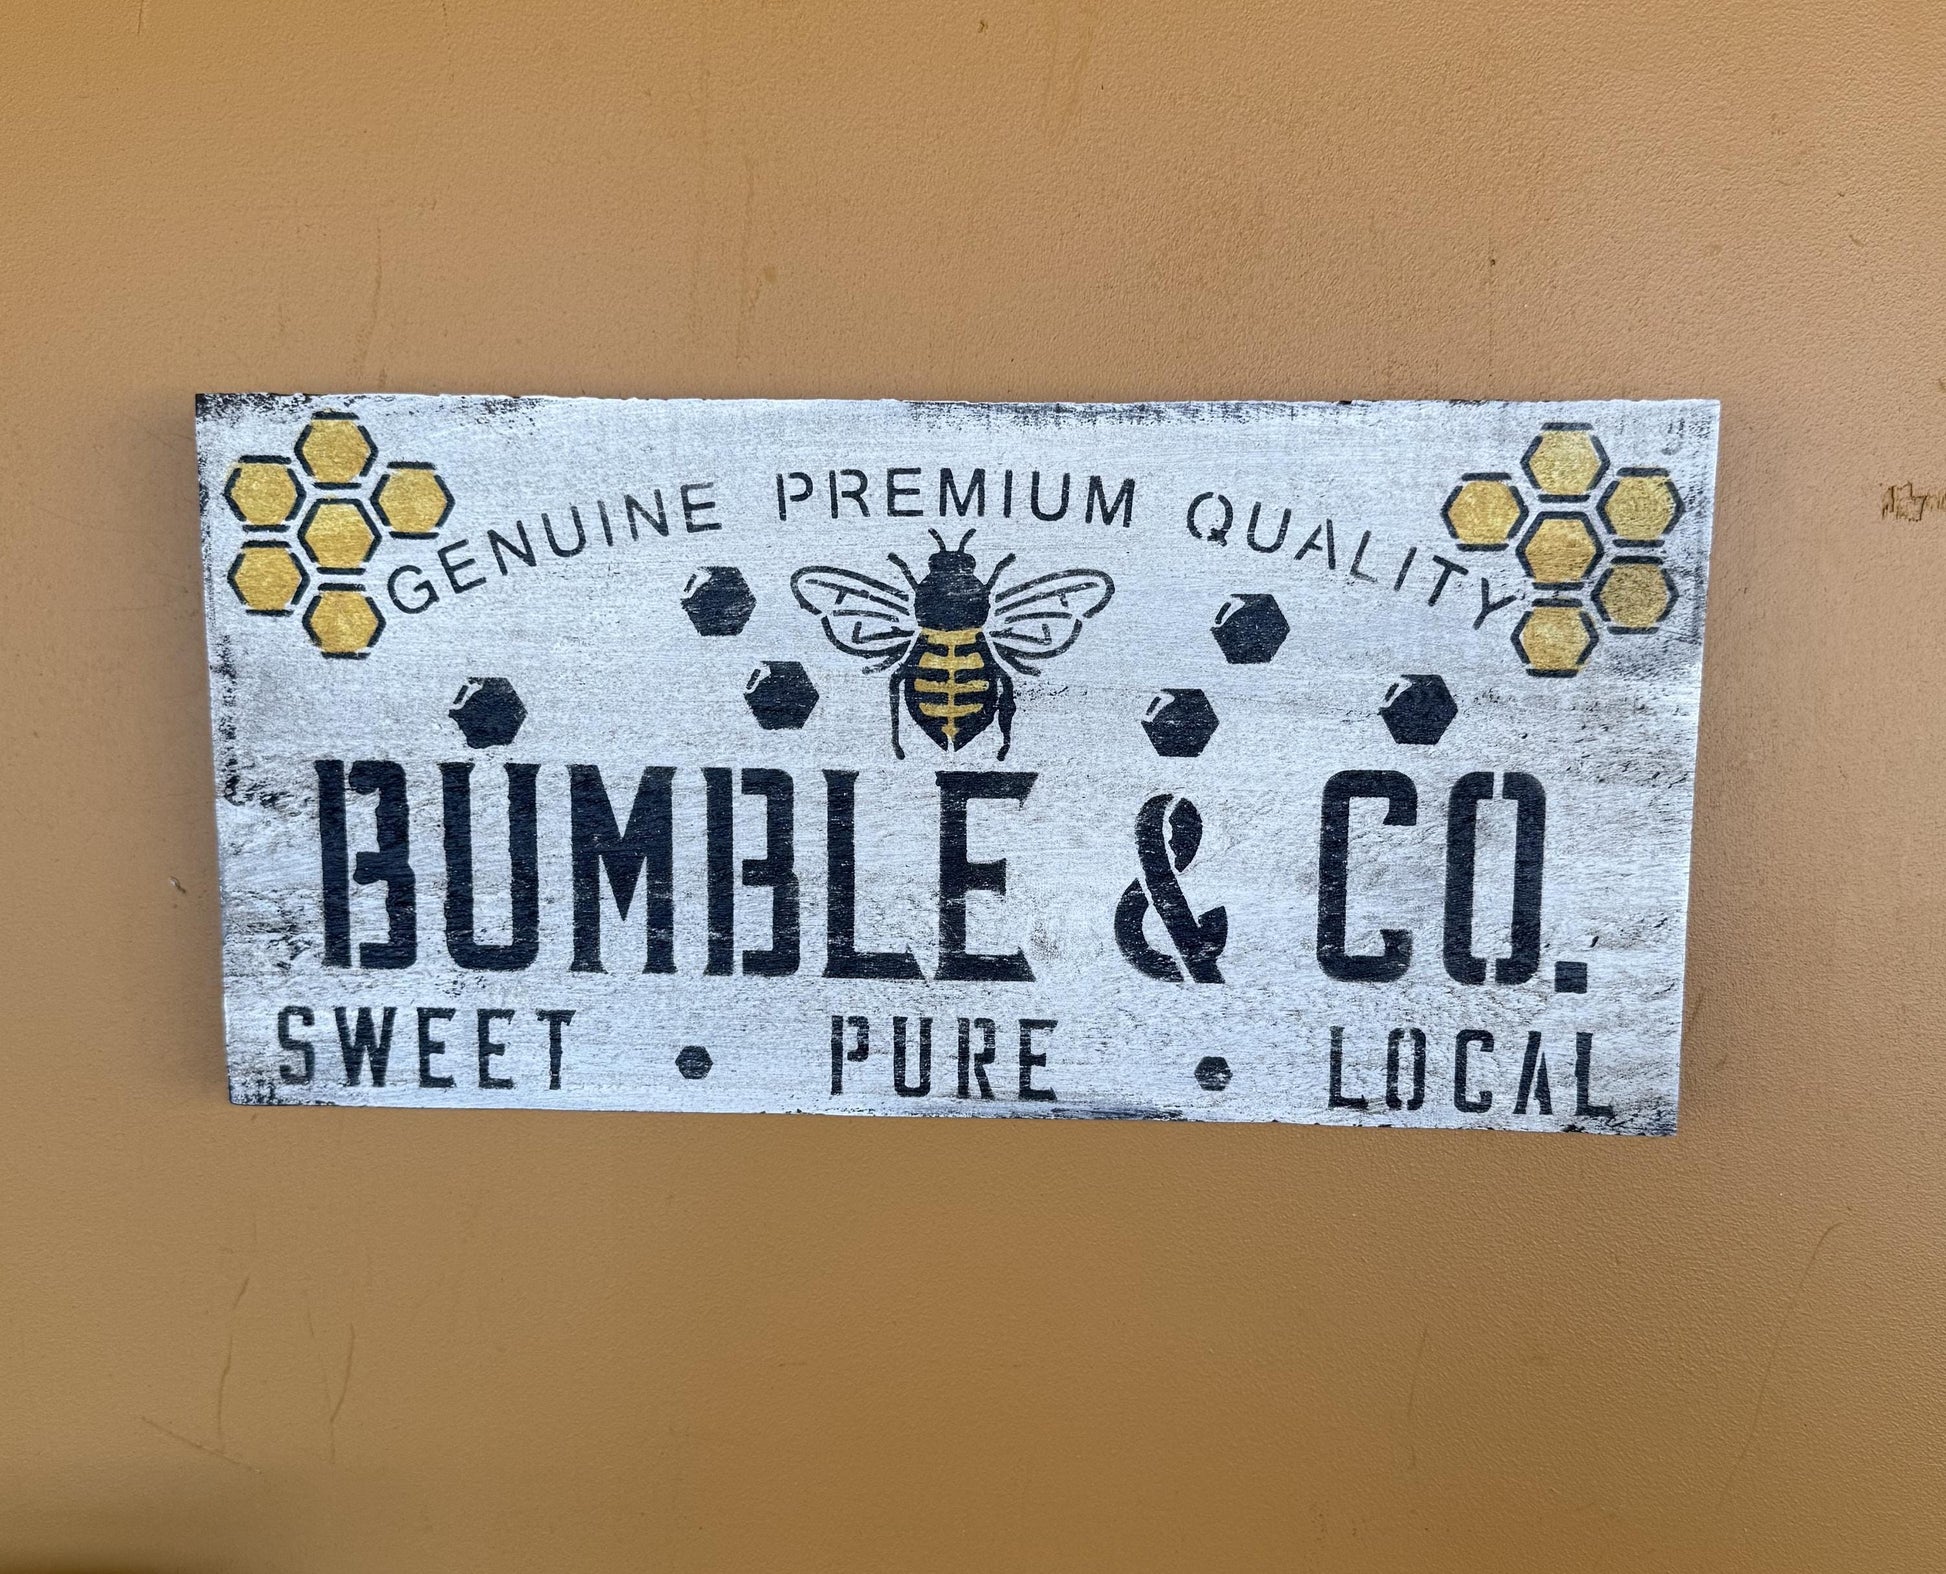 GENUINE PREMIUM QUALITY
BUMBLE & CO.
SWEET • PURE • LOCAL